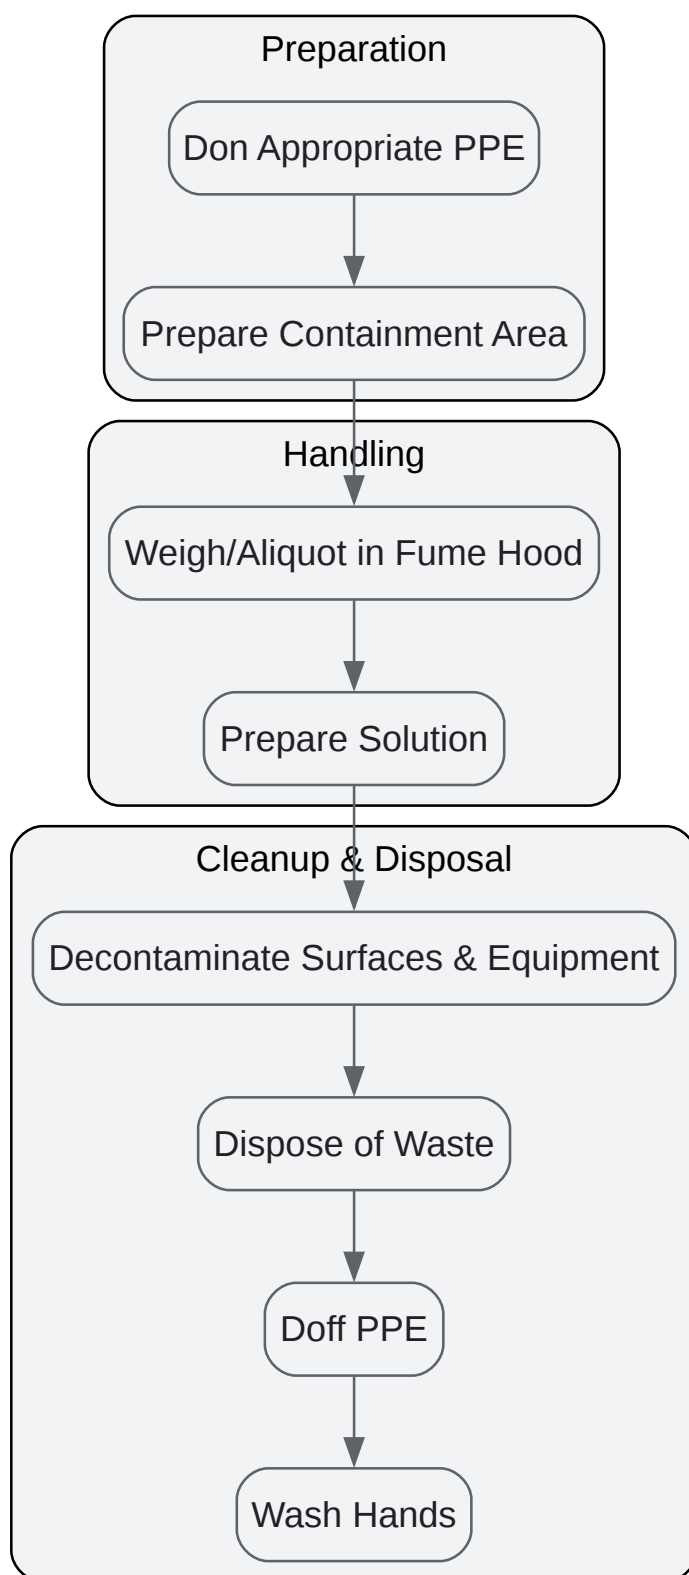 Preparation
Don Appropriate PPE
Prepare Containment Area
Handling
Weigh/Aliquot in Fume Hood
Prepare Solution
Cleanup & Disposal
Decontaminate Surfaces & Equipment
Dispose of Waste
Doff PPE
Wash Hands